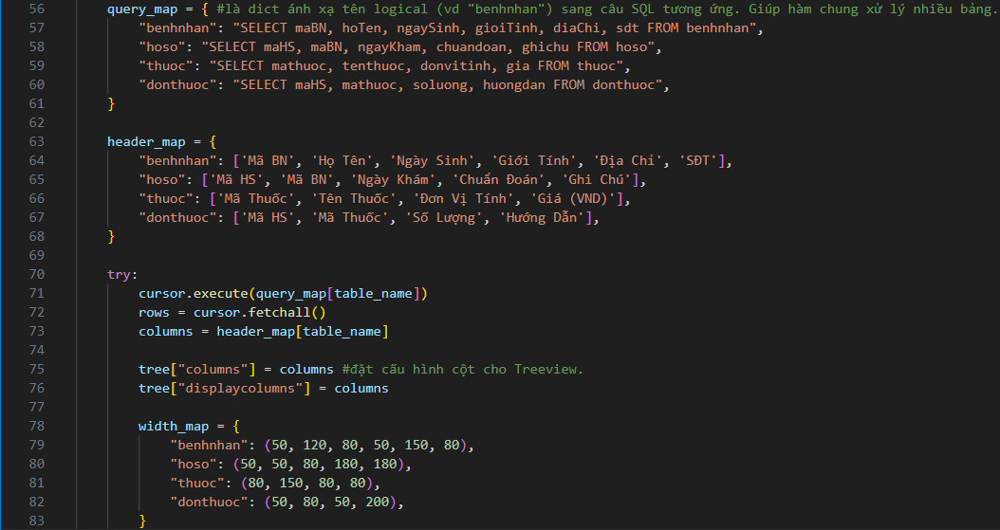 56 query_map = { #là dict ánh xạ tên logical (vd "benhnhan") sang câu SQL tương ứng. Giúp hàm chung xử lý nhiều bảng.
57 "benhnhan": "SELECT maBN, hoTen, ngaySinh, gioiTinh, diaChi, sdt FROM benhnhan",
58 "hoso": "SELECT maHS, maBN, ngayKham, chuandoan, ghichu FROM hoso",
59 "thuoc": "SELECT mathuoc, tenthuoc, donvitinh, gia FROM thuoc",
60 "donthuoc": "SELECT maHS, mathuoc, soluong, huongdan FROM donthuoc",
61 }
62
63 header_map = {
64 "benhnhan": ['Mã BN', 'Họ Tên', 'Ngày Sinh', 'Giới Tính', 'Địa Chỉ', 'SĐT'],
65 "hoso": ['Mã HS', 'Mã BN', 'Ngày Khám', 'Chuẩn Đoán', 'Ghi Chú'],
66 "thuoc": ['Mã Thuốc', 'Tên Thuốc', 'Đơn Vị Tính', 'Giá (VND)'],
67 "donthuoc": ['Mã HS', 'Mã Thuốc', 'Số Lượng', 'Hướng Dẫn'],
68 }
69
70 try:
71 cursor.execute(query_map[table_name])
72 rows = cursor.fetchall()
73 columns = header_map[table_name]
74
75 tree["columns"] = columns #đặt cấu hình cột cho Treeview.
76 tree["displaycolumns"] = columns
77
78 width_map = {
79 "benhnhan": (50, 120, 80, 50, 150, 80),
80 "hoso": (50, 50, 80, 180, 180),
81 "thuoc": (80, 150, 80, 80),
82 "donthuoc": (50, 80, 50, 200),
83 }